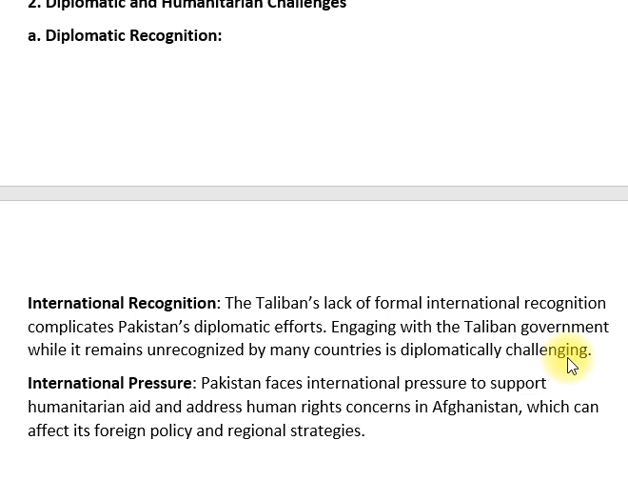 2. Diplomatic and Humanitarian Challenges
a. Diplomatic Recognition:
International Recognition: The Taliban’s lack of formal international recognition
complicates Pakistan’s diplomatic efforts. Engaging with the Taliban government
while it remains unrecognized by many countries is diplomatically challenging.
International Pressure: Pakistan faces international pressure to support
humanitarian aid and address human rights concerns in Afghanistan, which can
affect its foreign policy and regional strategies.